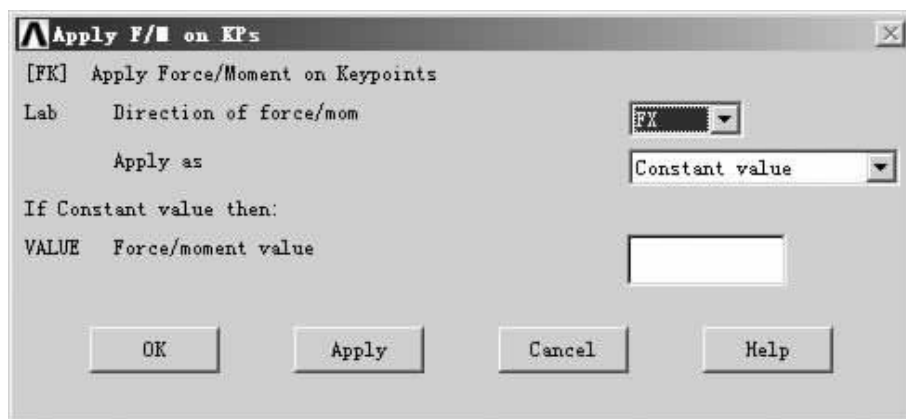 Apply F/M on KPs
[FK] Apply Force/Moment on Keypoints
Lab Direction of force/mom FX
Apply as Constant value
If Constant value then:
VALUE Force/moment value
OK Apply Cancel Help